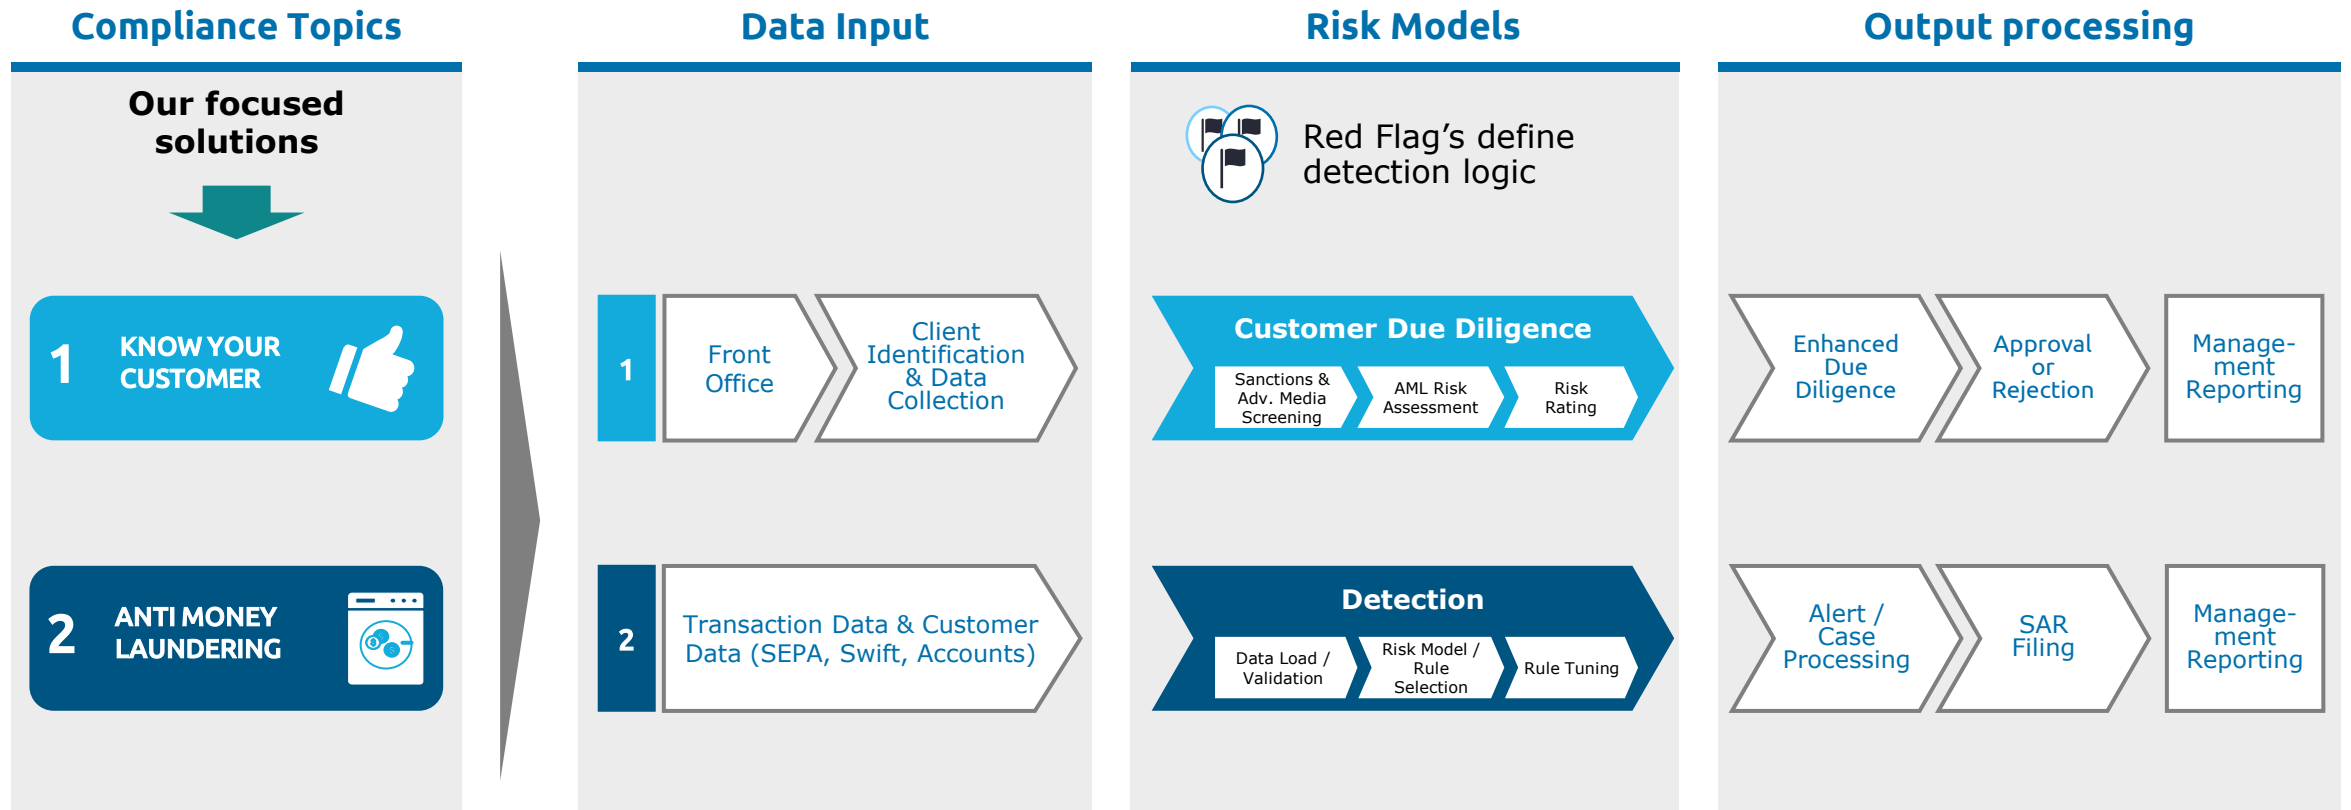 Compliance Topics
Data Input
Risk Models
Output processing
Our focused
solutions
1
KNOW YOUR
CUSTOMER
2
ANTI MONEY
LAUNDERING
1
Front
Office
Client
Identification
& Data
Collection
2
Transaction Data & Customer
Data (SEPA, Swift, Accounts)
Red Flag’s define
detection logic
Customer Due Diligence
Sanctions &
Adv. Media
Screening
AML Risk
Assessment
Risk
Rating
Detection
Data Load /
Validation
Risk Model /
Rule
Selection
Rule Tuning
Enhanced
Due
Diligence
Approval
or
Rejection
Manage-
ment
Reporting
Alert /
Case
Processing
SAR
Filing
Manage-
ment
Reporting